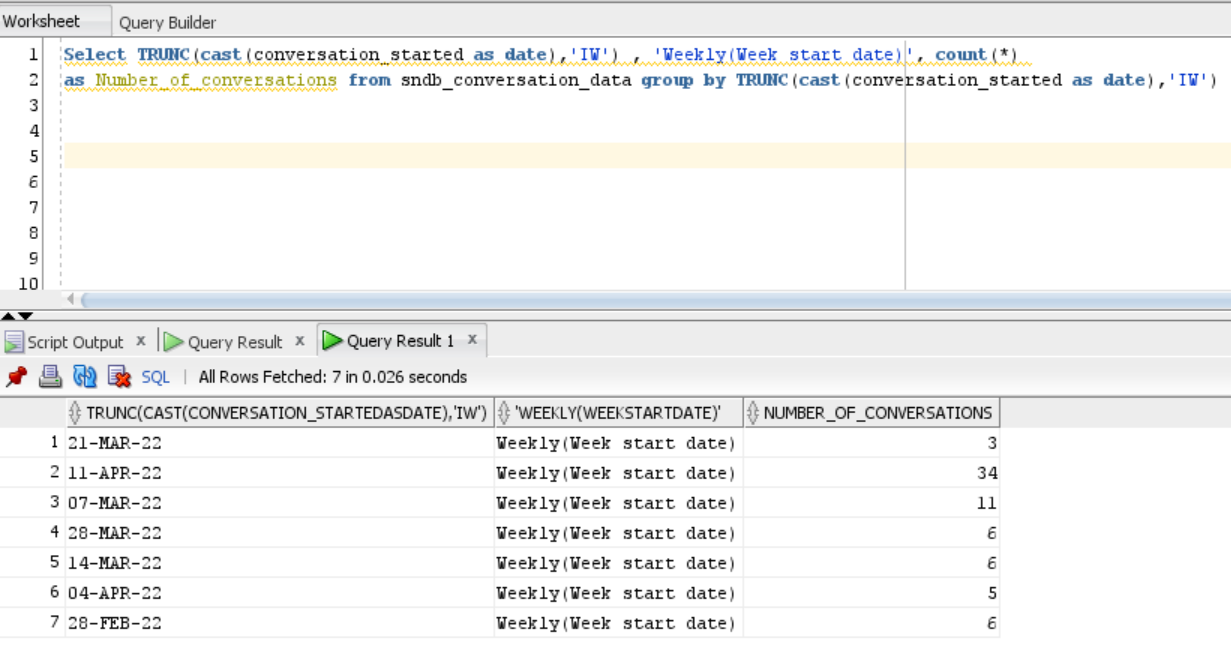 Worksheet Query Builder
1 Select TRUNC(cast(conversation_started as date),'IW') , 'Weekly(Week start date)', count(*)
2 as Number_of_conversations from sndb_conversation_data group by TRUNC(cast(conversation_started as date),'IW')
3
4
5
6
7
8
9
10
Script Output x Query Result x Query Result 1 x
SQL | All Rows Fetched: 7 in 0.026 seconds
TRUNC(CAST(CONVERSATION_STARTEDASDATE),'IW') 'WEEKLY(WEEKSTARTDATE)' NUMBER_OF_CONVERSATIONS
1 21-MAR-22 Weekly(Week start date) 3
2 11-APR-22 Weekly(Week start date) 34
3 07-MAR-22 Weekly(Week start date) 11
4 28-MAR-22 Weekly(Week start date) 6
5 14-MAR-22 Weekly(Week start date) 6
6 04-APR-22 Weekly(Week start date) 5
7 28-FEB-22 Weekly(Week start date) 6